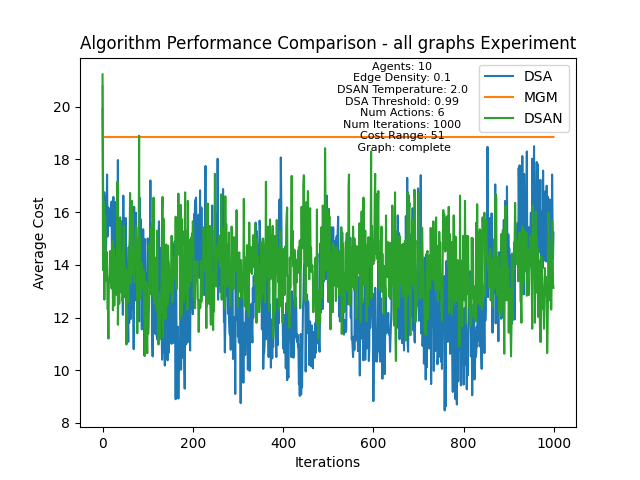 Algorithm Performance Comparison - all graphs Experiment
Agents: 10
Edge Density: 0.1
DSAN Temperature: 2.0
DSA Threshold: 0.99
Num Actions: 6
Num Iterations: 1000
Cost Range: 51
Graph: complete
DSA
MGM
DSAN
Average Cost
20
18
16
14
12
10
8
0
200
400
600
800
1000
Iterations